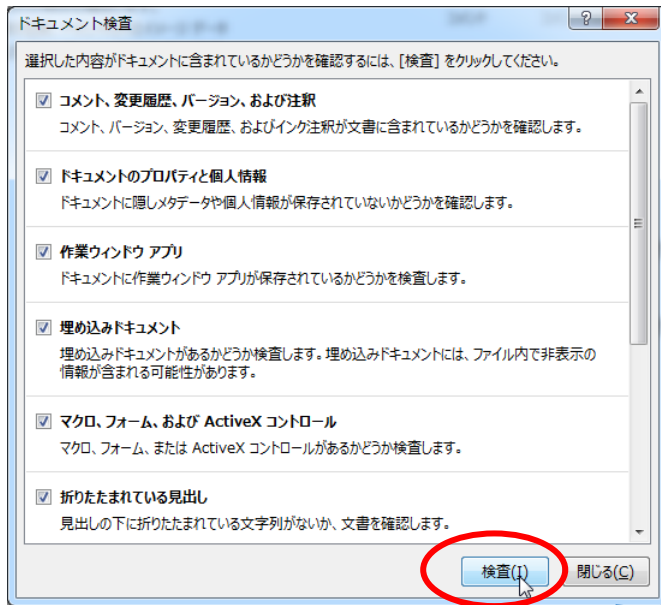 ドキュメント検査
選択した内容がドキュメントに含まれているかどうかを確認するには、[検査] をクリックしてください。
コメント、変更履歴、バージョン、および注釈
コメント、バージョン、変更履歴、およびインク注釈が文書に含まれているかどうかを確認します。
ドキュメントのプロパティと個人情報
ドキュメントに隠しメタデータや個人情報が保存されていないかどうかを確認します。
作業ウィンドウ アプリ
ドキュメントに作業ウィンドウ アプリが保存されているかどうかを検査します。
埋め込みドキュメント
埋め込みドキュメントがあるかどうか検査します。埋め込みドキュメントには、ファイル内で非表示の
情報が含まれる可能性があります。
マクロ、フォーム、および ActiveX コントロール
マクロ、フォーム、または ActiveX コントロールがあるかどうか検査します。
折りたたまれている見出し
見出しの下に折りたたまれている文字列がないか、文書を確認します。
検査(I) 閉じる(C)